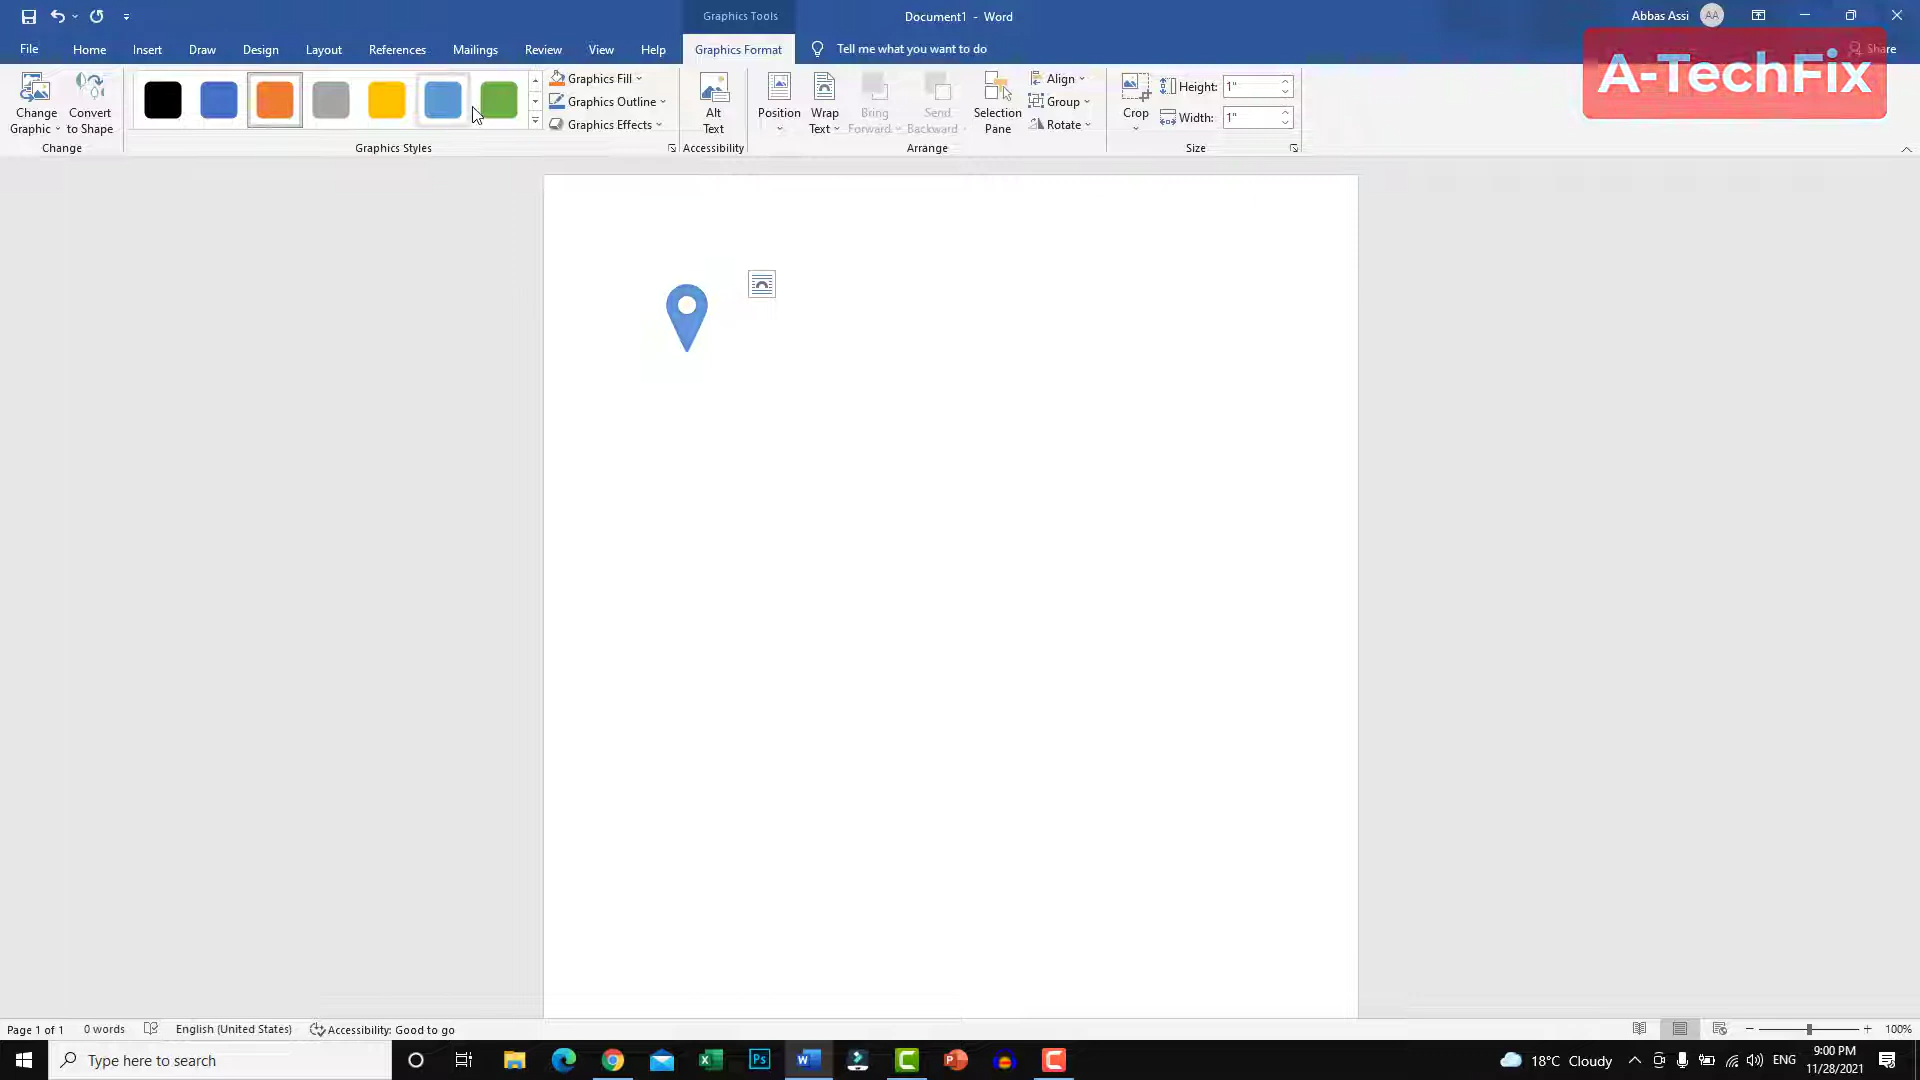 Graphics Tools
Document1 - Word
Abbas Assi
AA
File
Home
Insert
Draw
Design
Layout
References
Mailings
Review
View
Help
Graphics Format
Tell me what you want to do
Share
A-TechFix
Change
Graphic
Convert
to Shape
Change
Graphics Fill
Graphics Outline
Graphics Effects
Graphics Styles
Alt
Text
Accessibility
Position
Wrap
Text
Bring
Forward
Send
Backward
Selection
Pane
Align
Group
Rotate
Arrange
Crop
Height:
1"
Width:
1"
Size
Page 1 of 1
0 words
English (United States)
Accessibility: Good to go
100%
Type here to search
Ps
18°C Cloudy
ENG
9:00 PM
11/28/2021